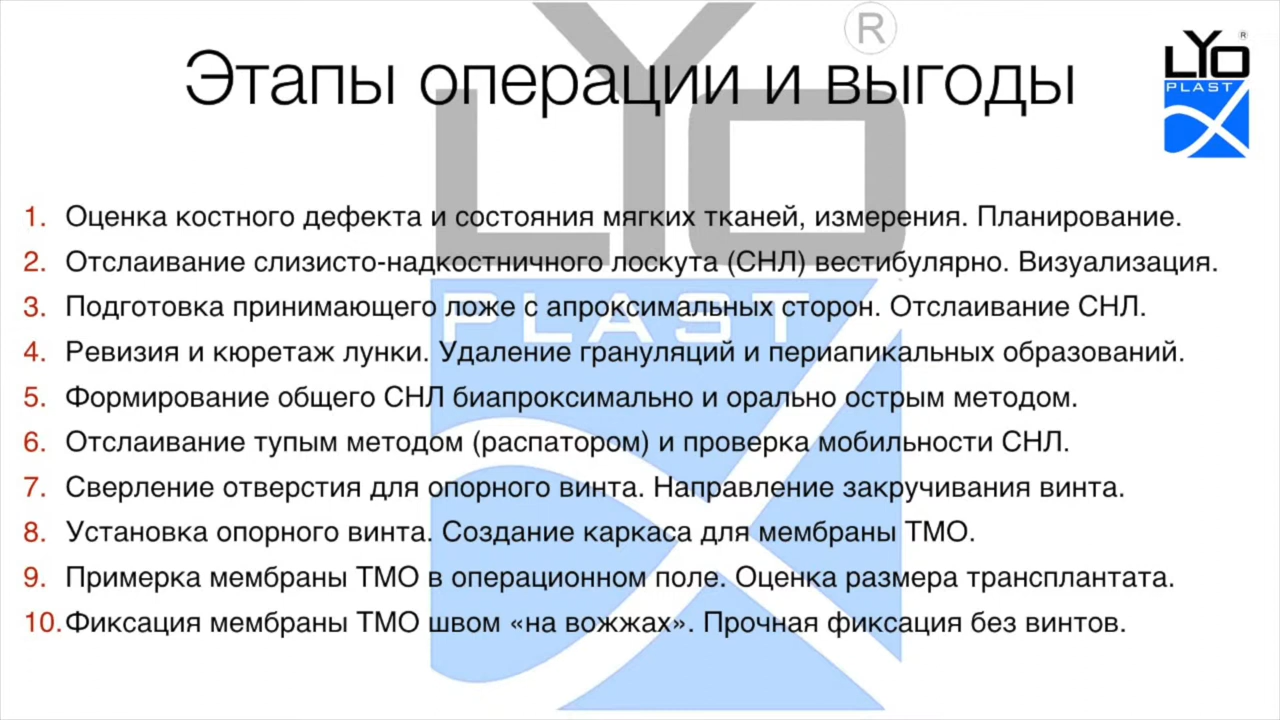 Этапы операции и выгоды
LYO
®
PLAST
LYO
®
PLAST
1. Оценка костного дефекта и состояния мягких тканей, измерения. Планирование.
2. Отслаивание слизисто-надкостничного лоскута (СНЛ) вестибулярно. Визуализация.
3. Подготовка принимающего ложе с апроксимальных сторон. Отслаивание СНЛ.
4. Ревизия и кюретаж лунки. Удаление грануляций и периапикальных образований.
5. Формирование общего СНЛ биапроксимально и орально острым методом.
6. Отслаивание тупым методом (распатором) и проверка мобильности СНЛ.
7. Сверление отверстия для опорного винта. Направление закручивания винта.
8. Установка опорного винта. Создание каркаса для мембраны ТМО.
9. Примерка мембраны ТМО в операционном поле. Оценка размера трансплантата.
10. Фиксация мембраны ТМО швом «на вожжах». Прочная фиксация без винтов.